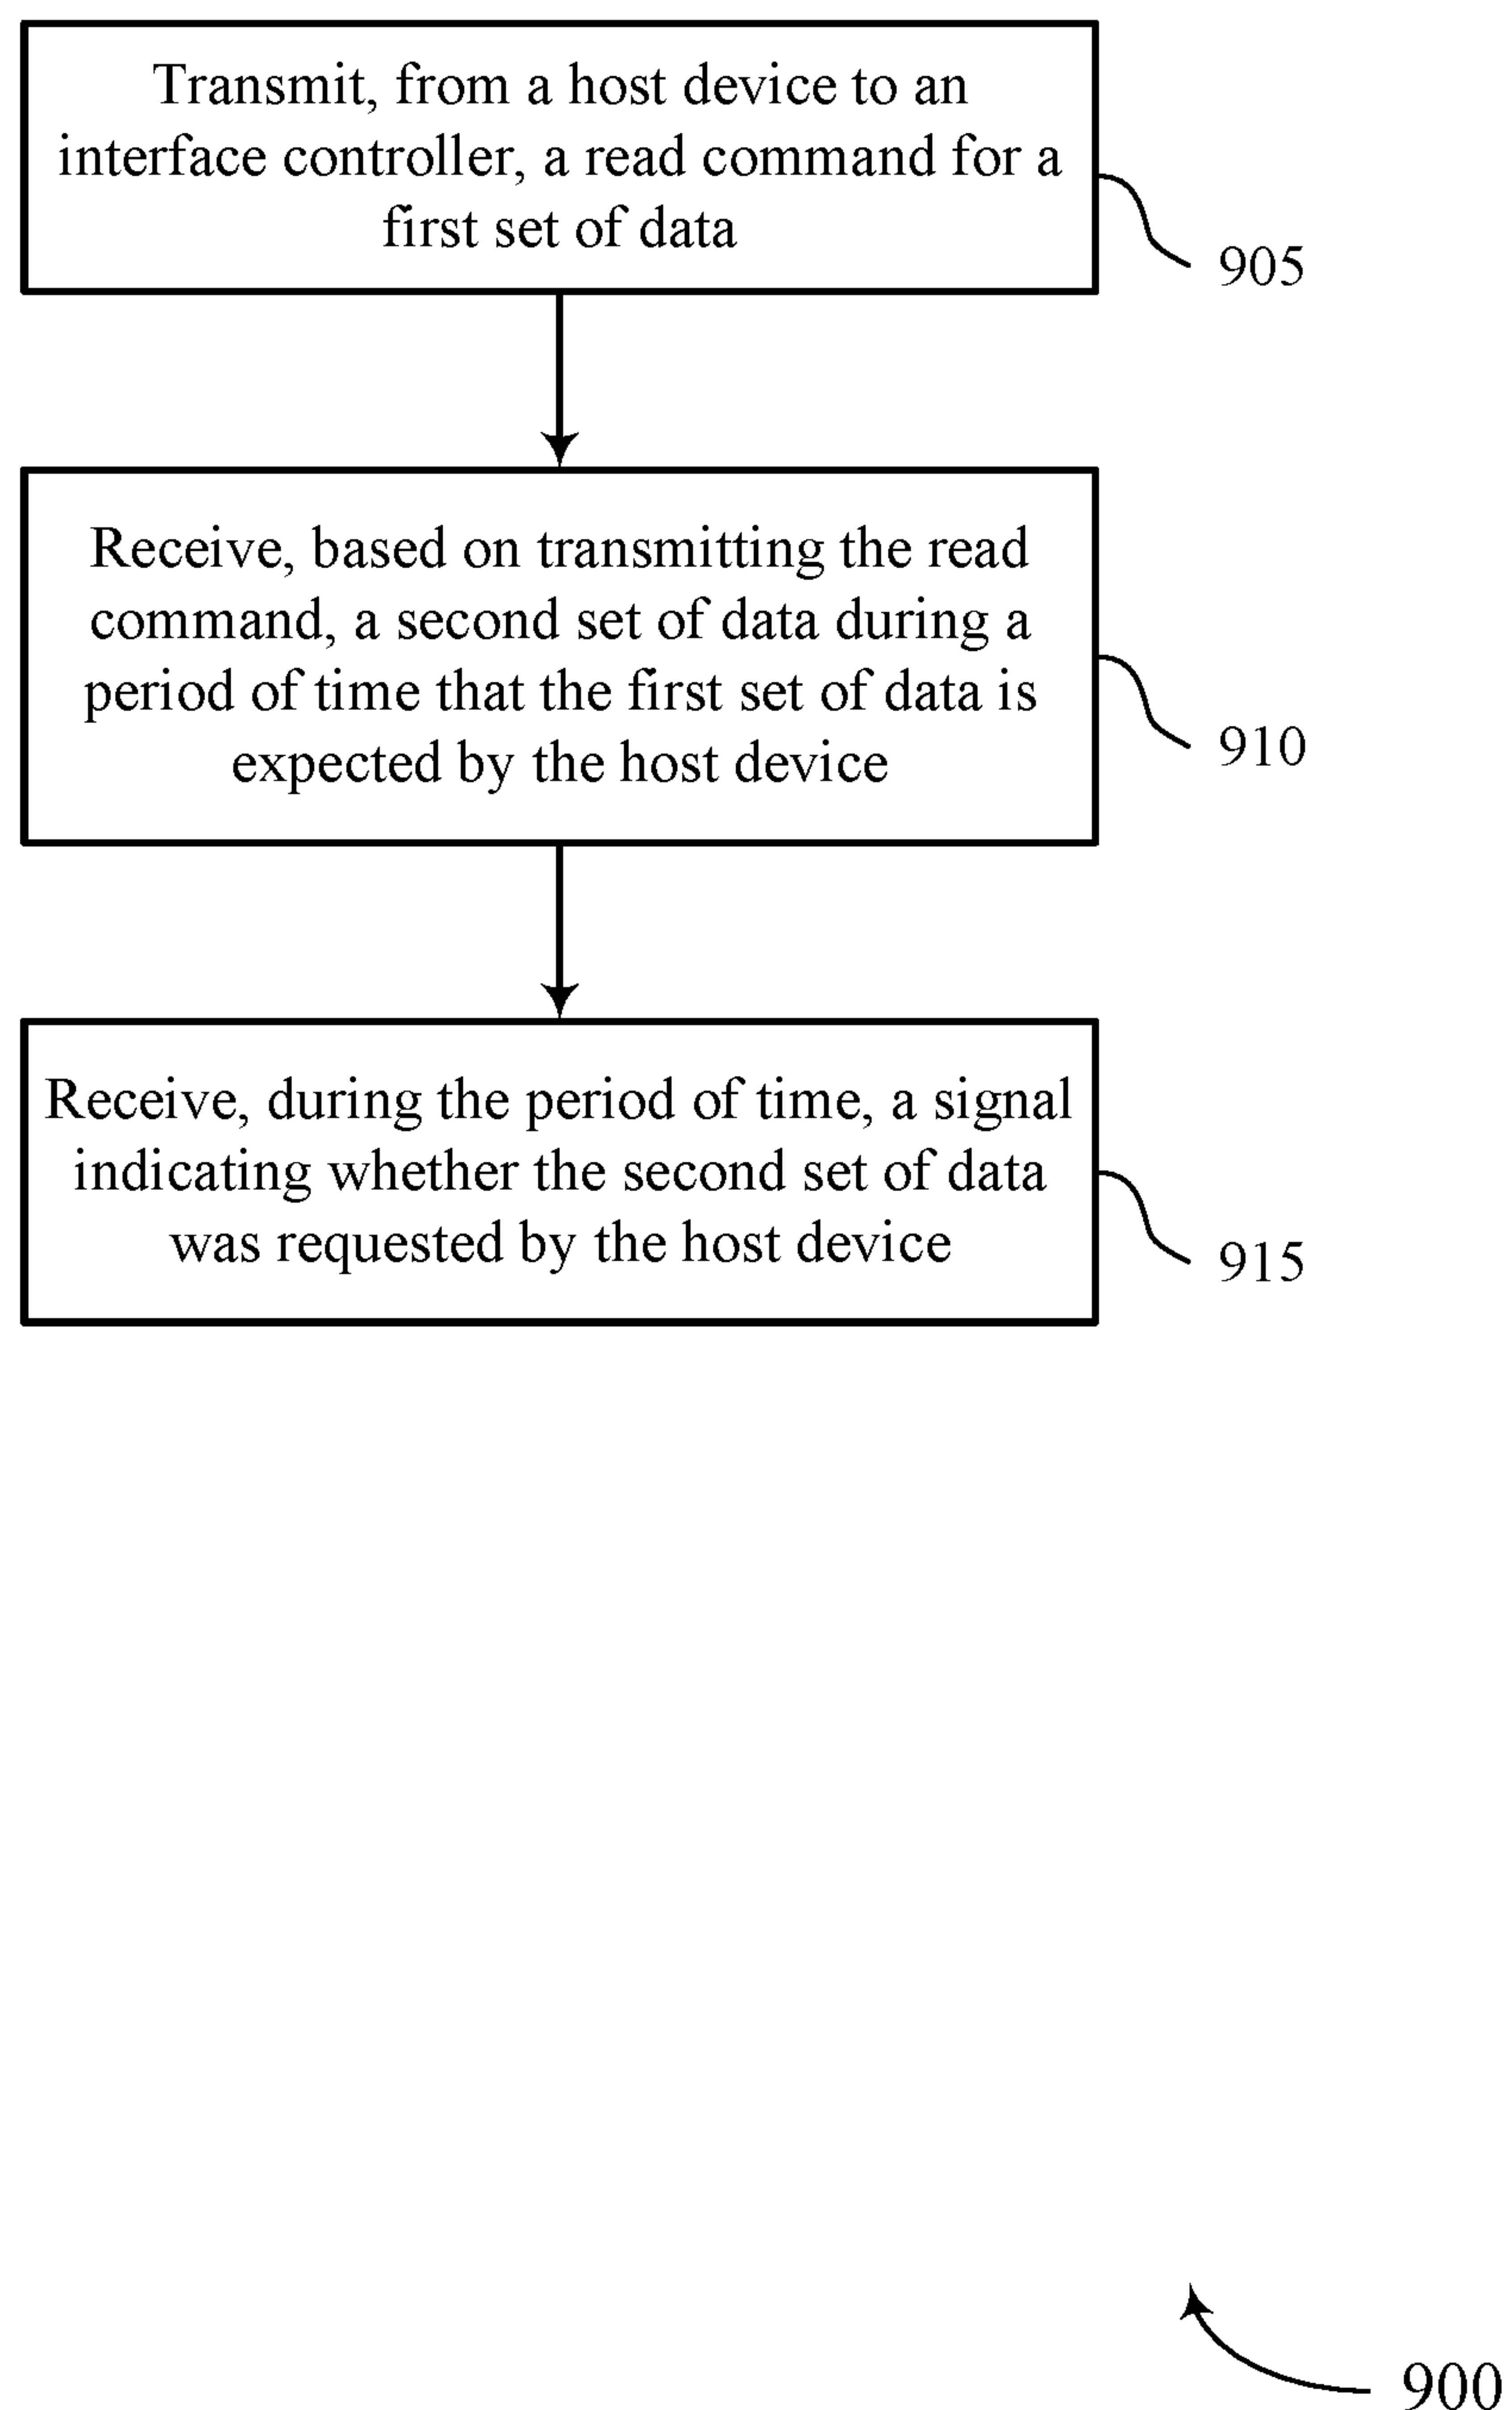 Transmit, from a host device to an
interface controller, a read command for a
first set of data
905
Receive, based on transmitting the read
command, a second set of data during a
period of time that the first set of data is
expected by the host device
910
Receive, during the period of time, a signal
indicating whether the second set of data
was requested by the host device
915
900